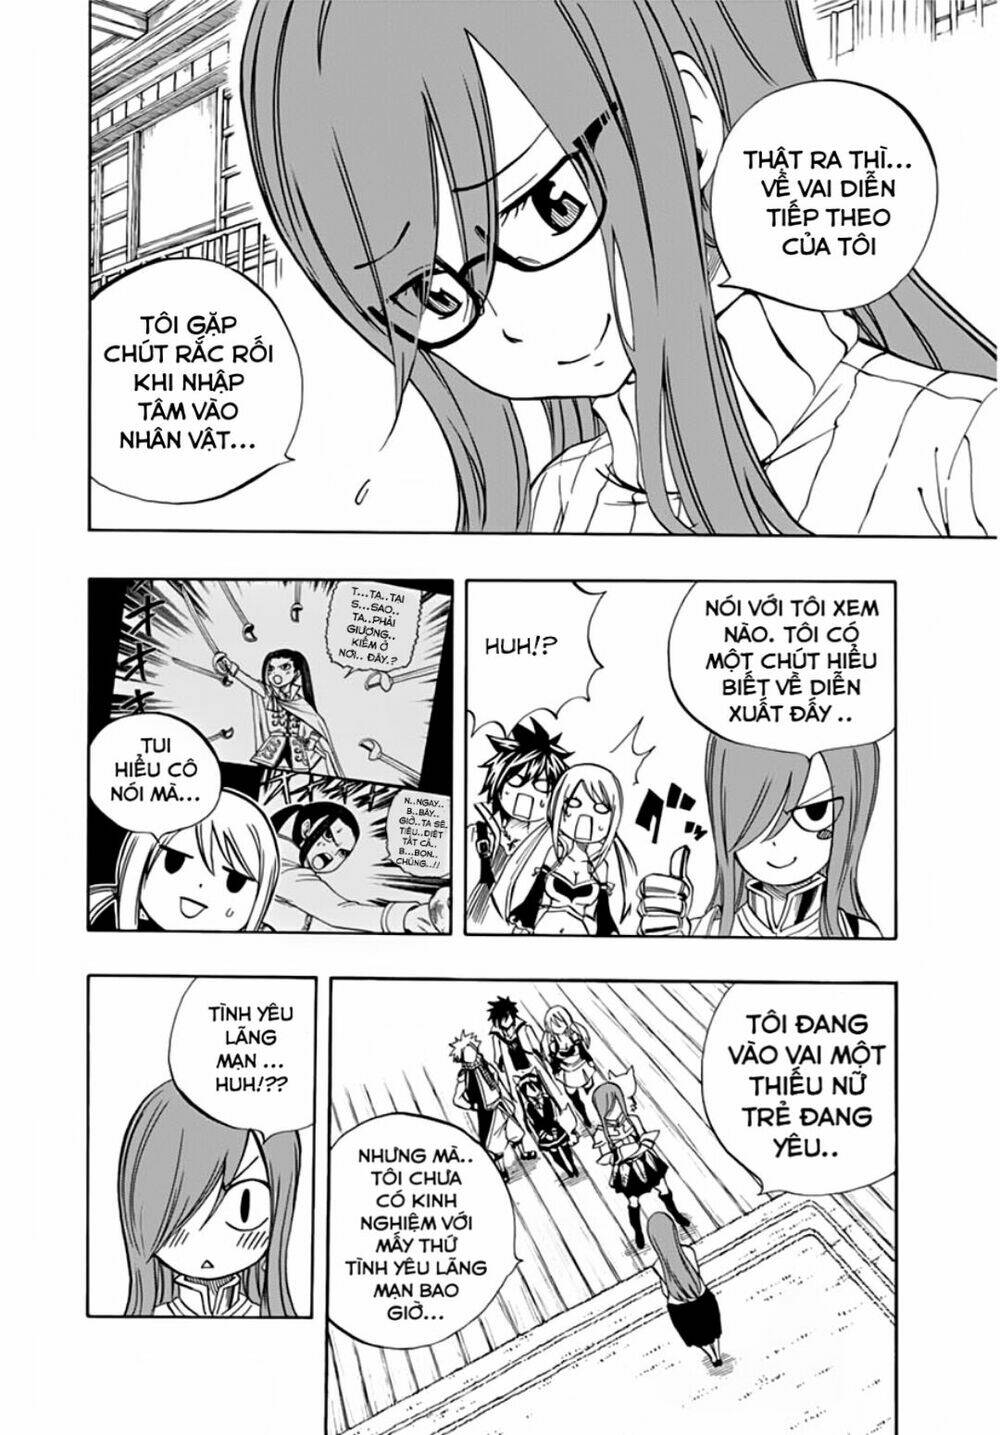 THẬT RA THÌ...
VỀ VAI DIỄN
TIẾP THEO
CỦA TÔI
TÔI GẶP
CHÚT RẮC RỐI
KHI NHẬP
TÂM VÀO
NHÂN VẬT...
NÓI VỚI TÔI XEM
NÀO. TÔI CÓ
MỘT CHÚT HIỂU
BIẾT VỀ DIỄN
XUẤT ĐẤY ..
HUH!?
T...TA..TẠI
S...SAO..
TA..PHẢI
GIƯƠNG..
KIẾM Ở
NƠI.. ĐÂY.?
N..NGAY..
B..BÂY..
GIỜ..TA SẼ.
TIÊU..DIỆT
TẤT CẢ..
B...BỌN..
CHÚNG..!!
TUI
HIỂU CÔ
NÓI MÀ...
TÔI ĐANG
VÀO VAI MỘT
THIẾU NỮ
TRẺ ĐANG
YÊU..
NHƯNG MÀ..
TÔI CHƯA
CÓ KINH
NGHIỆM VỚI
MẤY THỨ
TÌNH YÊU LÃNG
MẠN BAO
GIỜ...
TÌNH YÊU
LÃNG
MẠN ...
HUH!??